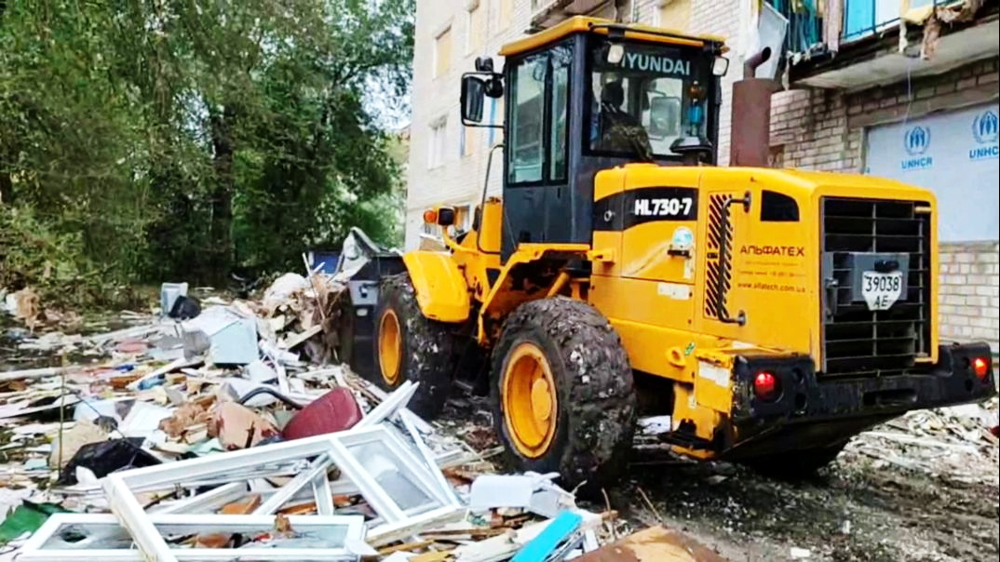 HYUNDAI
HL730-7
АЛЬФАТЕХ
www.alfatech.com.ua
39038
AE
UNHCR
UNHCR